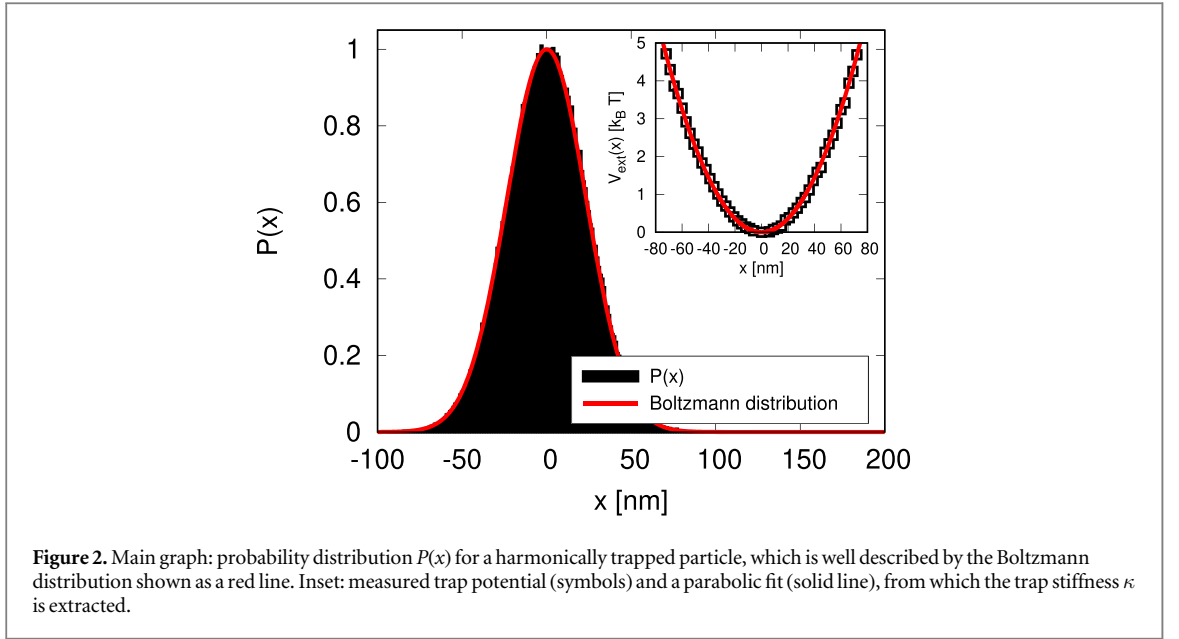 1
0.8
0.6
0.4
0.2
0
P(x)
-100 -50 0 50 100 150 200
x [nm]
5
4
3
2
1
0
V_ext(x) [k_B T]
-80 -60 -40 -20 0 20 40 60 80
x [nm]
P(x)
Boltzmann distribution
Figure 2. Main graph: probability distribution P(x) for a harmonically trapped particle, which is well described by the Boltzmann
distribution shown as a red line. Inset: measured trap potential (symbols) and a parabolic fit (solid line), from which the trap stiffness κ
is extracted.